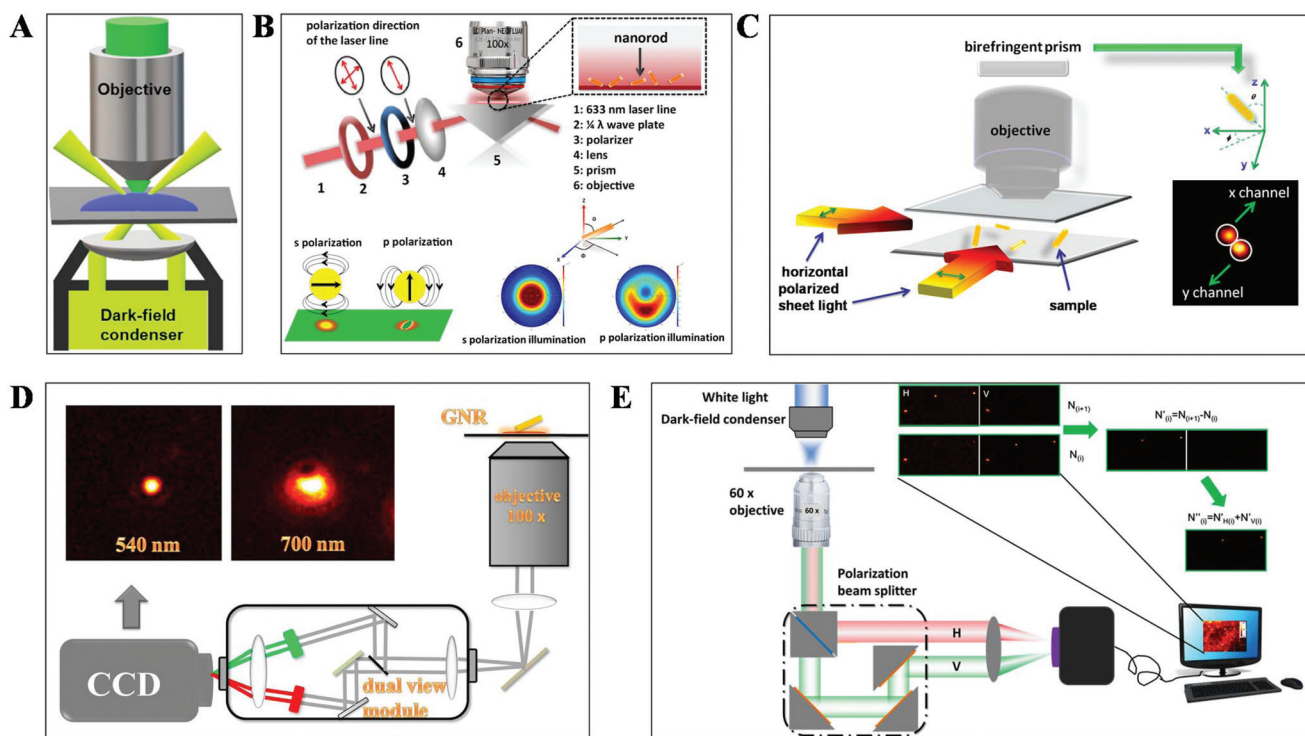 A
Objective
Dark-field
condenser
B
polarization direction
of the laser line
6
Plan- NEOFLUAR
100x
nanorod
1: 633 nm laser line
2: ¼ λ wave plate
3: polarizer
4: lens
5: prism
6: objective
1
2
3
4
5
s polarization
p polarization
Z
Θ
Y
X
Φ
s polarization illumination
p polarization illumination
C
birefringent prism
objective
z
θ
x
ϕ
y
x channel
y channel
horizontal
polarized
sheet light
sample
D
GNR
objective
100 x
540 nm
700 nm
CCD
dual view
module
E
White light
Dark-field condenser
60 x
objective
60 x
Polarization
beam splitter
H
V
H
V
N(i+1)
N(i)
N'(i)=N(i+1)-N(i)
N''(i)=N'H(i)+N'V(i)